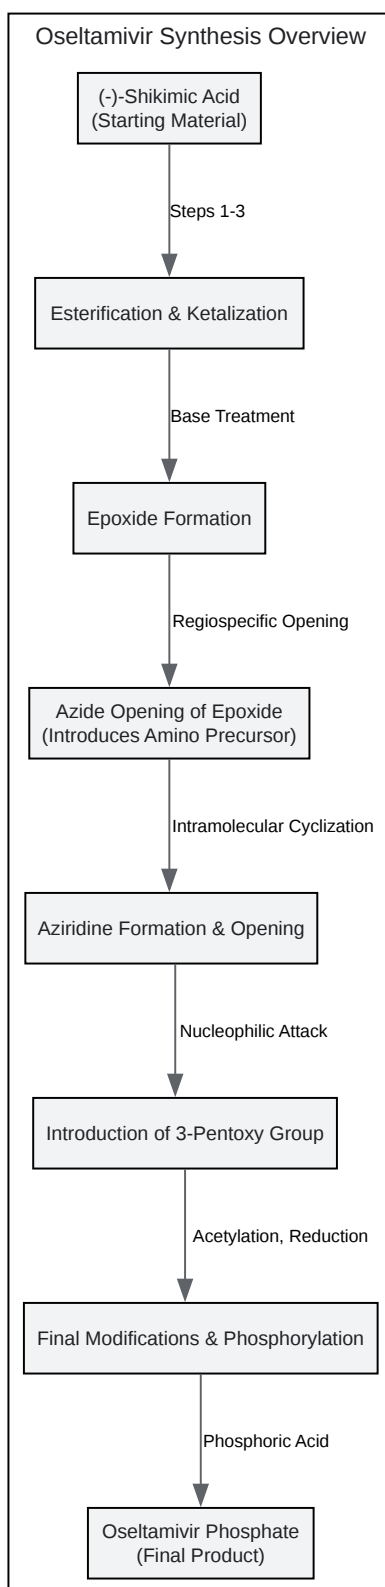 Oseltamivir Synthesis Overview
(-)-Shikimic Acid
(Starting Material)
Steps 1-3
Esterification & Ketalization
Base Treatment
Epoxide Formation
Regiospecific Opening
Azide Opening of Epoxide
(Introduces Amino Precursor)
Intramolecular Cyclization
Aziridine Formation & Opening
Nucleophilic Attack
Introduction of 3-Pentoxy Group
Acetylation, Reduction
Final Modifications & Phosphorylation
Phosphoric Acid
Oseltamivir Phosphate
(Final Product)